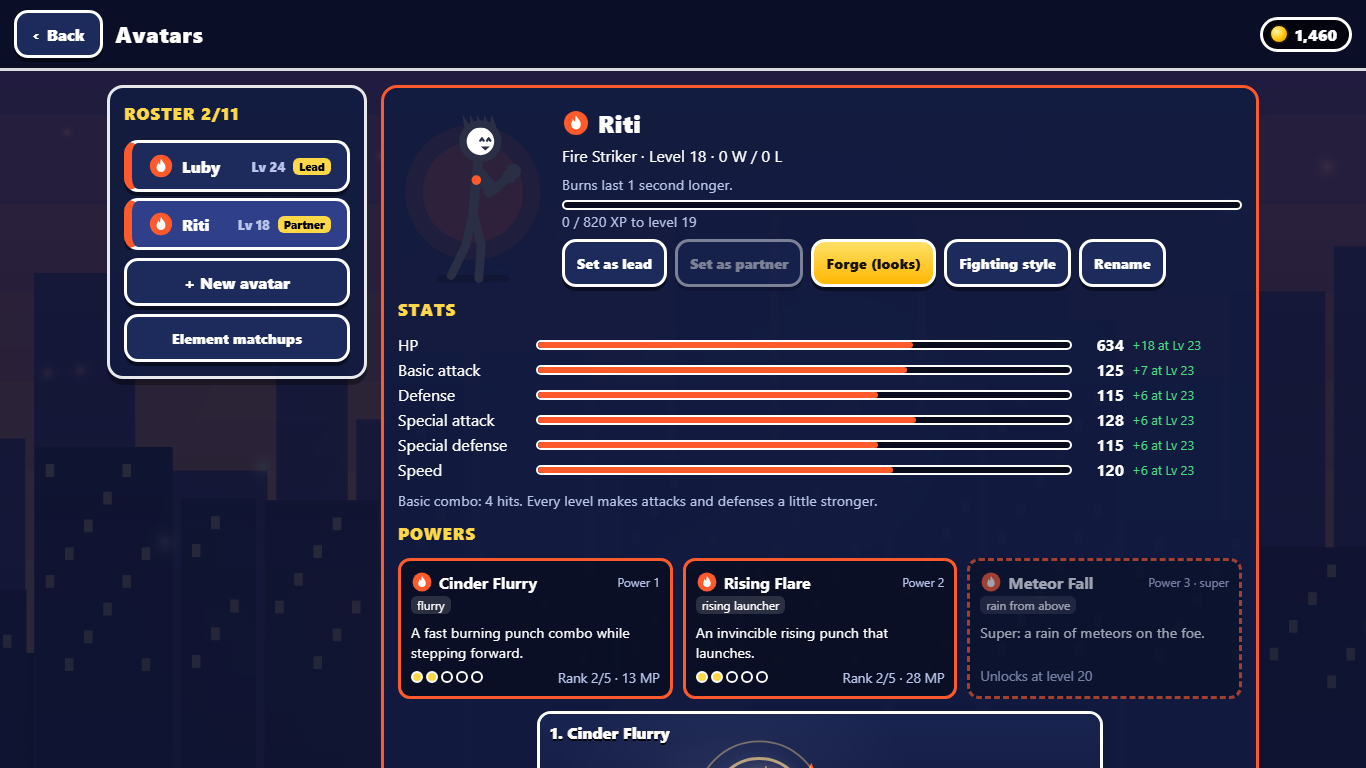 ‹ Back
Avatars
1,460
ROSTER 2/11
Luby Lv 24 Lead
Riti Lv 18 Partner
+ New avatar
Element matchups
Riti
Fire Striker · Level 18 · 0 W / 0 L
Burns last 1 second longer.
0 / 820 XP to level 19
Set as lead
Set as partner
Forge (looks)
Fighting style
Rename
STATS
HP 634 +18 at Lv 23
Basic attack 125 +7 at Lv 23
Defense 115 +6 at Lv 23
Special attack 128 +6 at Lv 23
Special defense 115 +6 at Lv 23
Speed 120 +6 at Lv 23
Basic combo: 4 hits. Every level makes attacks and defenses a little stronger.
POWERS
Cinder Flurry Power 1
flurry
A fast burning punch combo while
stepping forward.
Rank 2/5 · 13 MP
Rising Flare Power 2
rising launcher
An invincible rising punch that
launches.
Rank 2/5 · 28 MP
Meteor Fall Power 3 · super
rain from above
Super: a rain of meteors on the foe.
Unlocks at level 20
1. Cinder Flurry